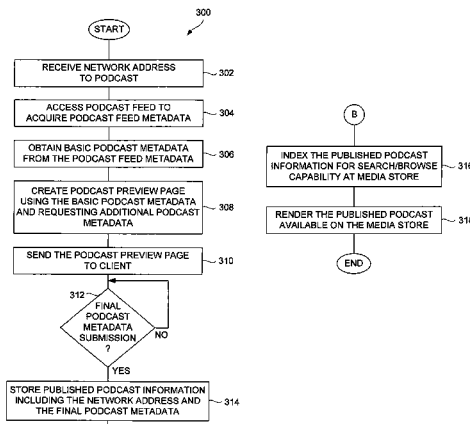 300
START
RECEIVE NETWORK ADDRESS
TO PODCAST
302
ACCESS PODCAST FEED TO
ACQUIRE PODCAST FEED METADATA
304
OBTAIN BASIC PODCAST METADATA
FROM THE PODCAST FEED METADATA
306
CREATE PODCAST PREVIEW PAGE
USING THE BASIC PODCAST METADATA
AND REQUESTING ADDITIONAL PODCAST
METADATA
308
SEND THE PODCAST PREVIEW PAGE
TO CLIENT
310
312
FINAL
PODCAST
METADATA
SUBMISSION
?
NO
YES
STORE PUBLISHED PODCAST INFORMATION
INCLUDING THE NETWORK ADDRESS AND
THE FINAL PODCAST METADATA
314
B
INDEX THE PUBLISHED PODCAST
INFORMATION FOR SEARCH/BROWSE
CAPABILITY AT MEDIA STORE
316
RENDER THE PUBLISHED PODCAST
AVAILABLE ON THE MEDIA STORE
318
END